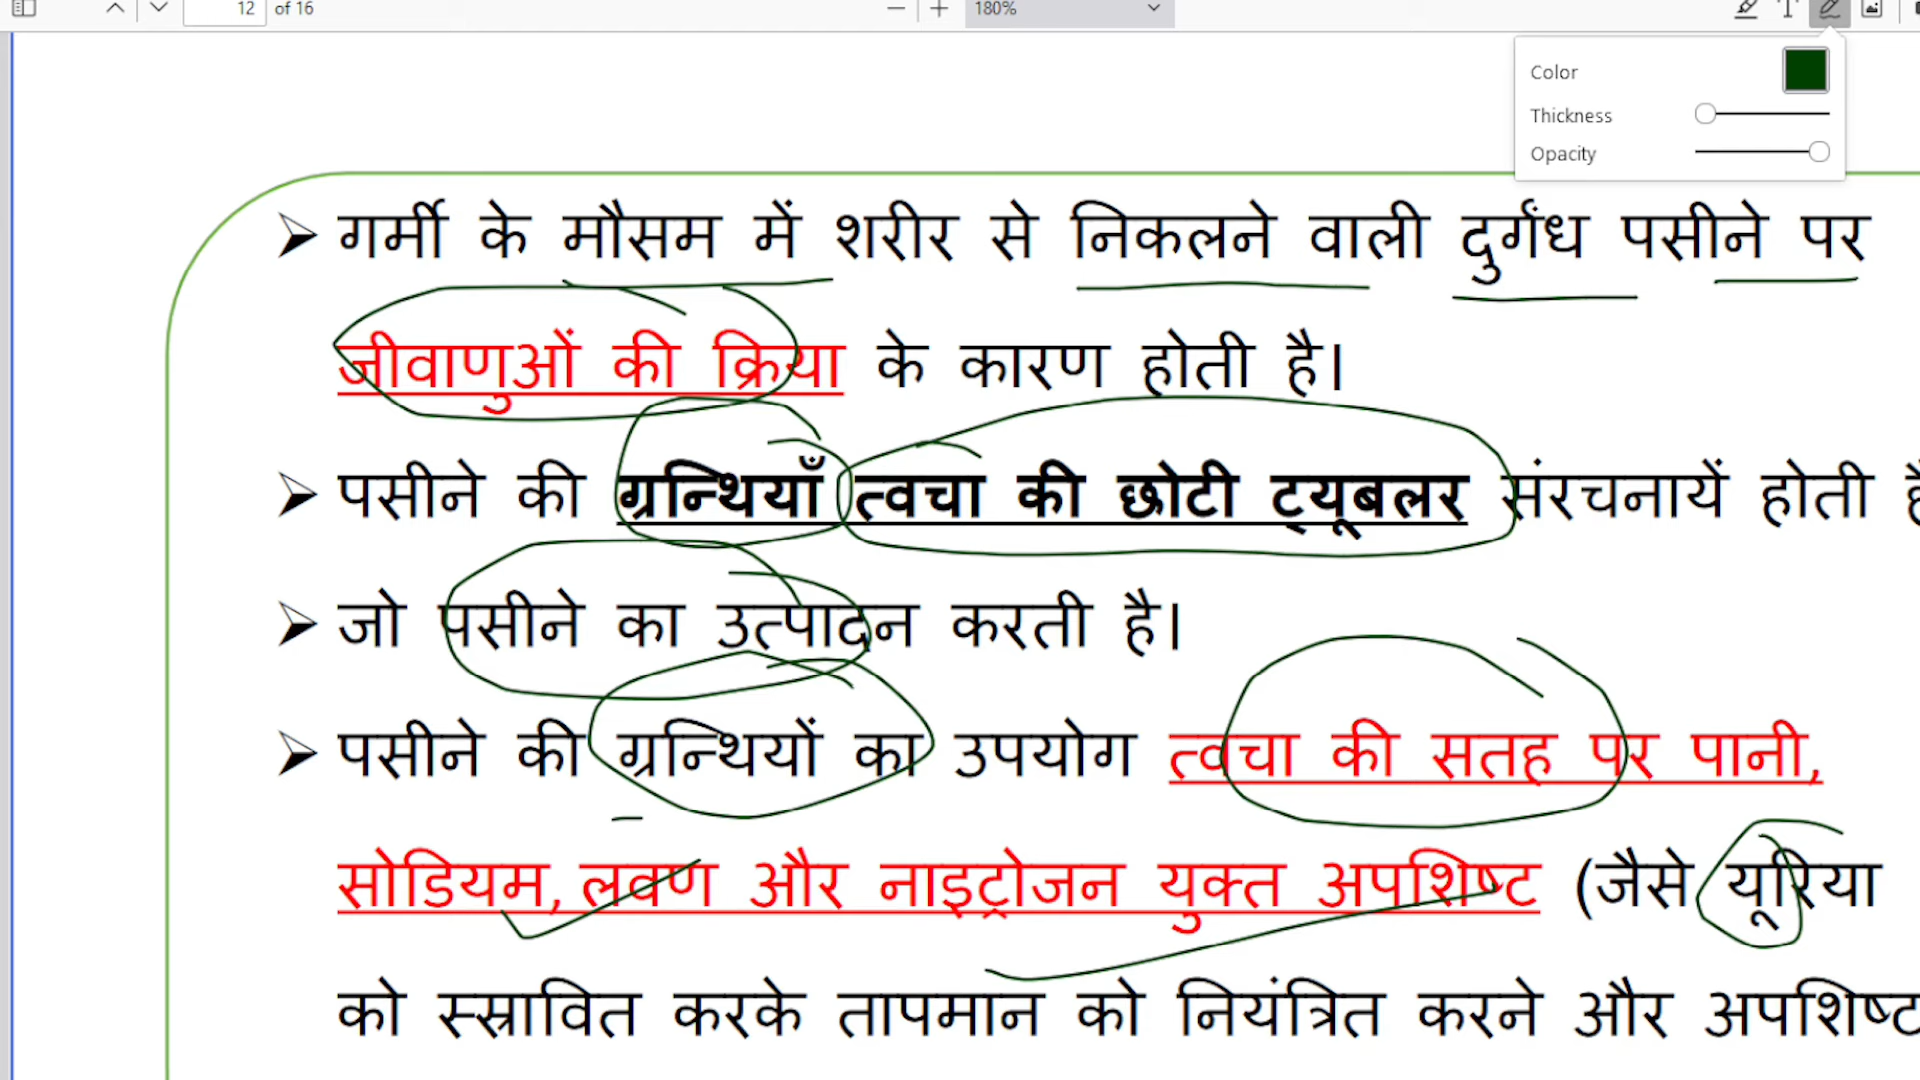 12 of 16
180%
Color
Thickness
Opacity
➢ गर्मी के मौसम में शरीर से निकलने वाली दुर्गंध पसीने पर
जीवाणुओं की क्रिया के कारण होती है।
➢ पसीने की ग्रन्थियाँ त्वचा की छोटी ट्यूबलर संरचनायें होती
➢ जो पसीने का उत्पादन करती है।
➢ पसीने की ग्रन्थियों का उपयोग त्वचा की सतह पर पानी,
सोडियम, लवण और नाइट्रोजन युक्त अपशिष्ट (जैसे यूरिया
को स्स्रावित करके तापमान को नियंत्रित करने और अपशिष्ट